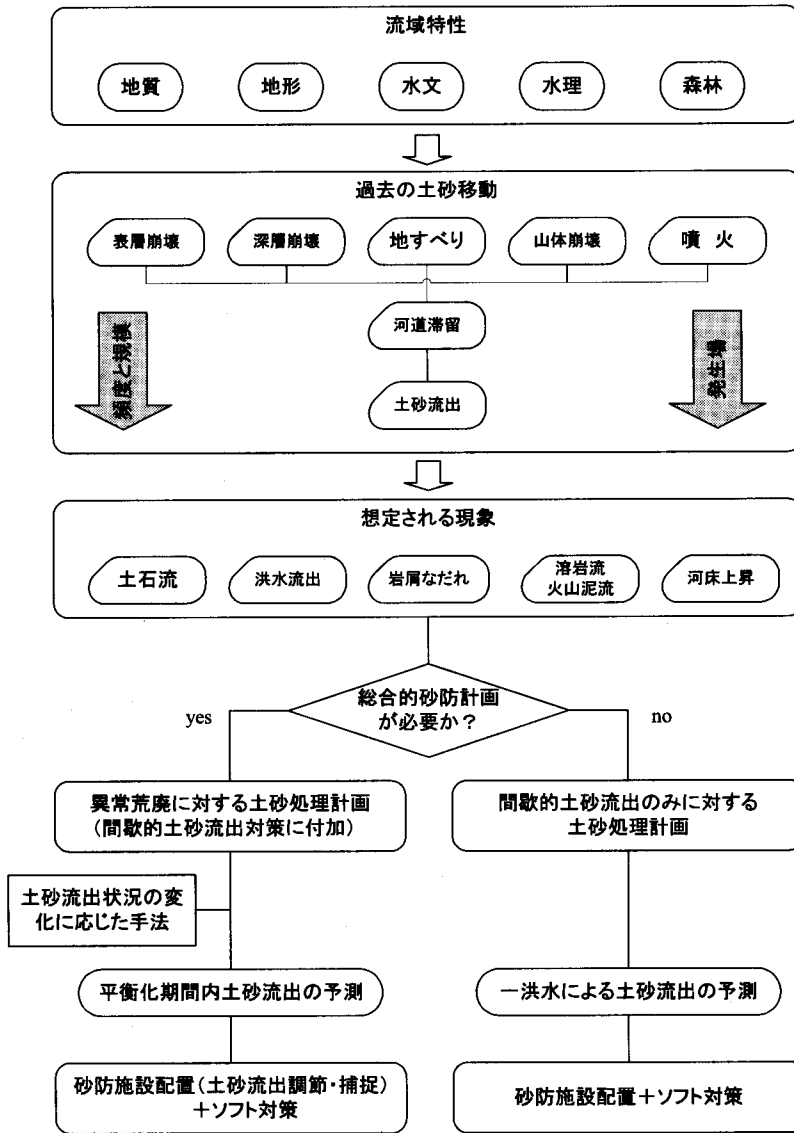 流域特性
地質
地形
水文
水理
森林
過去の土砂移動
表層崩壊
深層崩壊
地すべり
山体崩壊
噴 火
河道滞留
土砂流出
頻度と規模
発生場
想定される現象
土石流
洪水流出
岩屑なだれ
溶岩流
火山泥流
河床上昇
総合的砂防計画
が必要か?
yes
no
異常荒廃に対する土砂処理計画
(間歇的土砂流出対策に付加)
間歇的土砂流出のみに対する
土砂処理計画
土砂流出状況の変
化に応じた手法
平衡化期間内土砂流出の予測
一洪水による土砂流出の予測
砂防施設配置(土砂流出調節・捕捉)
+ソフト対策
砂防施設配置+ソフト対策